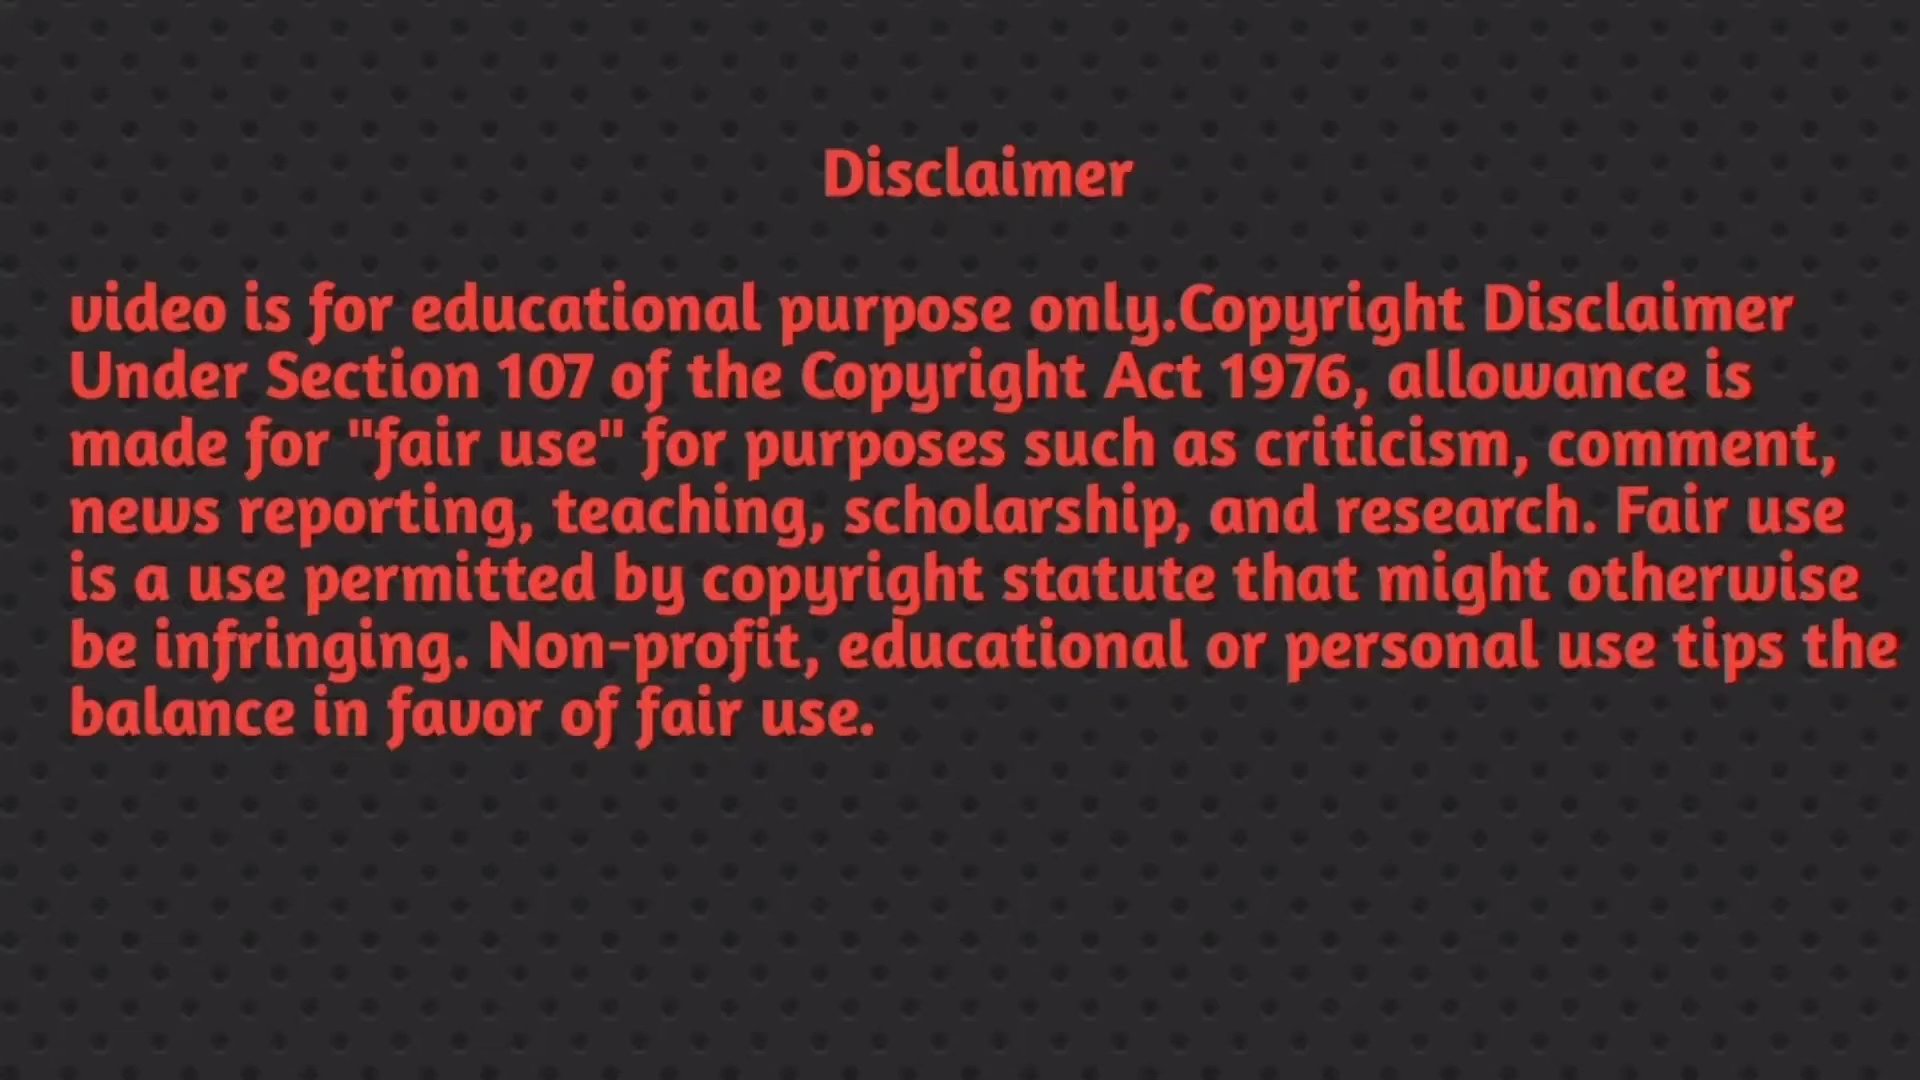 Disclaimer
video is for educational purpose only.Copyright Disclaimer
Under Section 107 of the Copyright Act 1976, allowance is
made for "fair use" for purposes such as criticism, comment,
news reporting, teaching, scholarship, and research. Fair use
is a use permitted by copyright statute that might otherwise
be infringing. Non-profit, educational or personal use tips the
balance in favor of fair use.